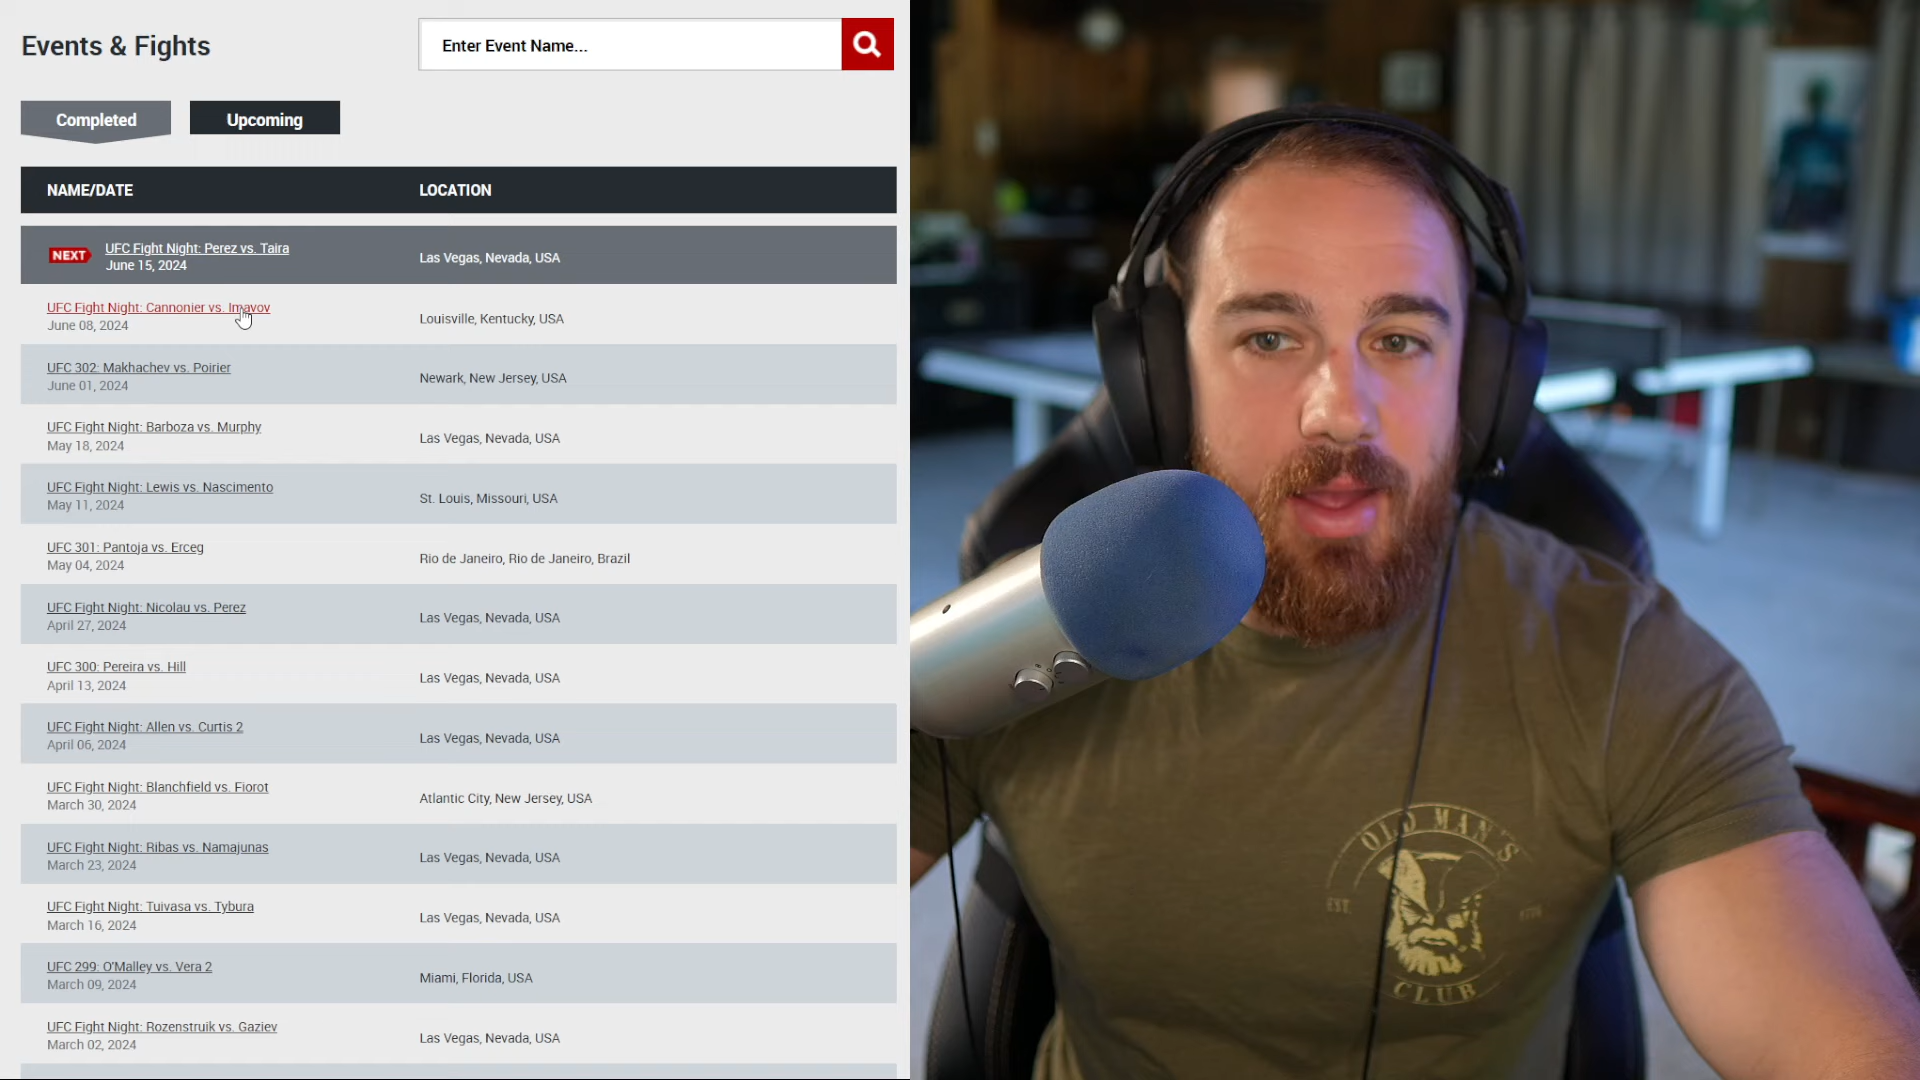 Events & Fights
Enter Event Name...
Completed
Upcoming
NAME/DATE
LOCATION
NEXT
UFC Fight Night: Perez vs. Taira
June 15, 2024
Las Vegas, Nevada, USA
UFC Fight Night: Cannonier vs. Imavov
June 08, 2024
Louisville, Kentucky, USA
UFC 302: Makhachev vs. Poirier
June 01, 2024
Newark, New Jersey, USA
UFC Fight Night: Barboza vs. Murphy
May 18, 2024
Las Vegas, Nevada, USA
UFC Fight Night: Lewis vs. Nascimento
May 11, 2024
St. Louis, Missouri, USA
UFC 301: Pantoja vs. Erceg
May 04, 2024
Rio de Janeiro, Rio de Janeiro, Brazil
UFC Fight Night: Nicolau vs. Perez
April 27, 2024
Las Vegas, Nevada, USA
UFC 300: Pereira vs. Hill
April 13, 2024
Las Vegas, Nevada, USA
UFC Fight Night: Allen vs. Curtis 2
April 06, 2024
Las Vegas, Nevada, USA
UFC Fight Night: Blanchfield vs. Fiorot
March 30, 2024
Atlantic City, New Jersey, USA
UFC Fight Night: Ribas vs. Namajunas
March 23, 2024
Las Vegas, Nevada, USA
UFC Fight Night: Tuivasa vs. Tybura
March 16, 2024
Las Vegas, Nevada, USA
UFC 299: O'Malley vs. Vera 2
March 09, 2024
Miami, Florida, USA
UFC Fight Night: Rozenstruik vs. Gaziev
March 02, 2024
Las Vegas, Nevada, USA
OLD MAN'S
EST.
CLUB